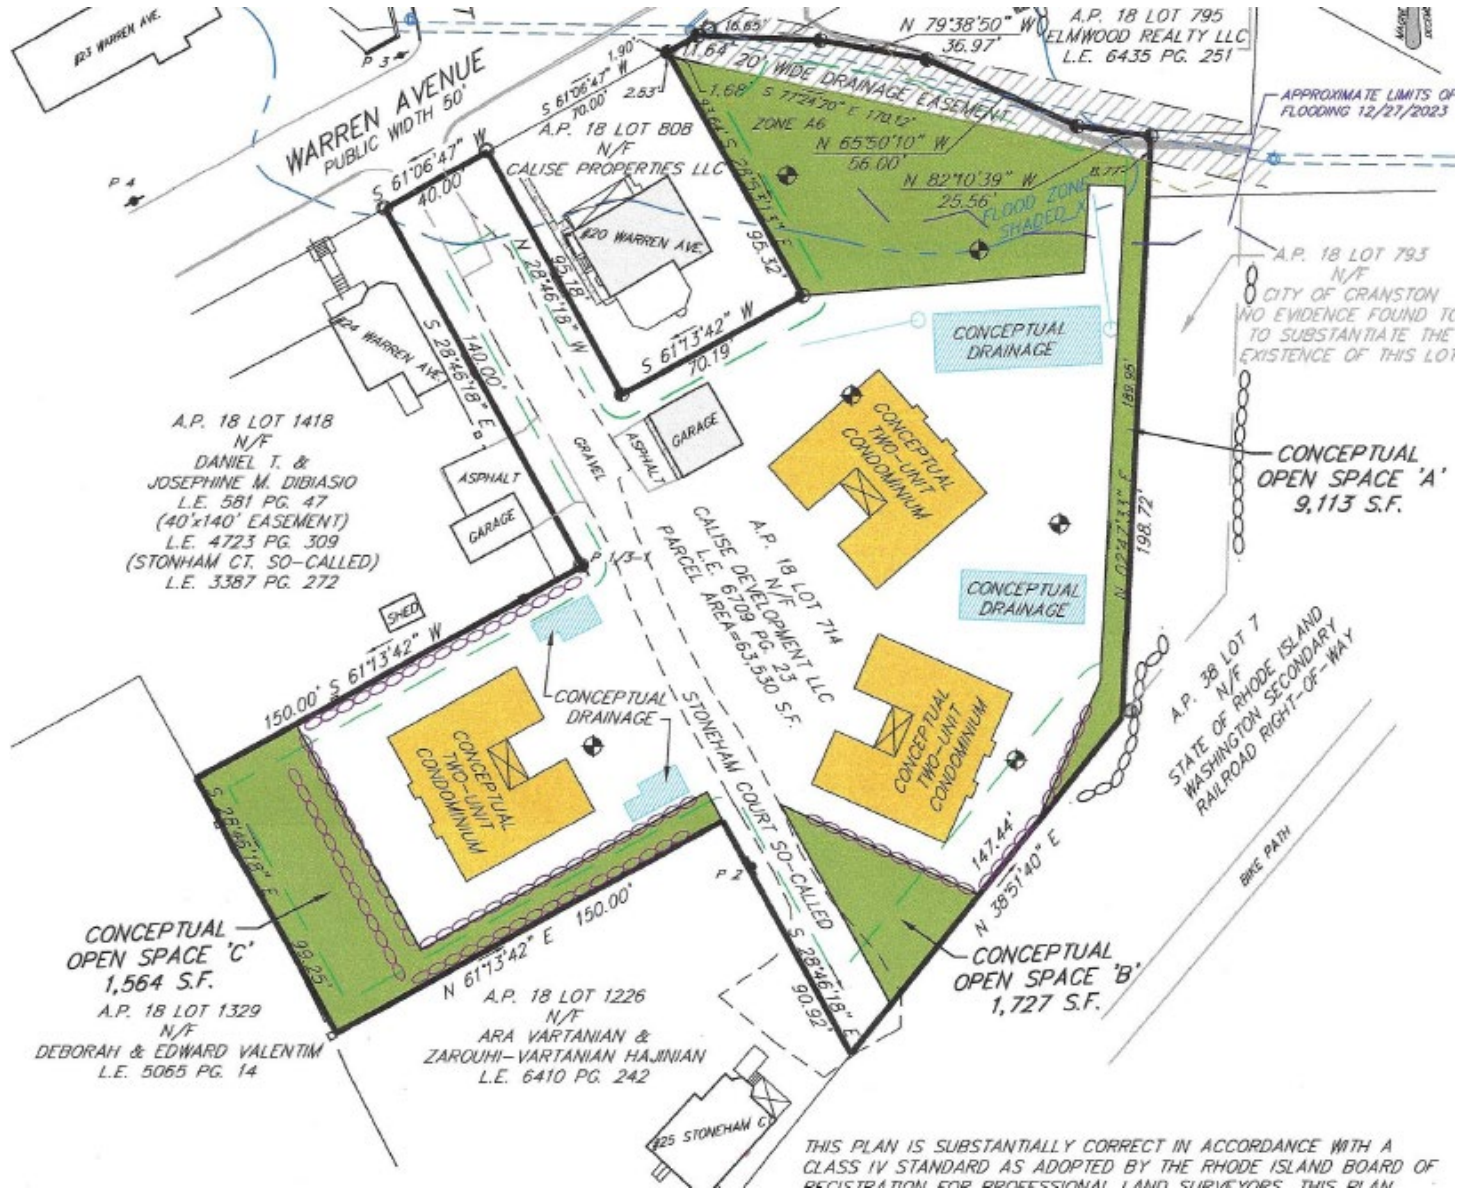 #23 WARREN AVE.
P 3
WARREN AVENUE
PUBLIC WIDTH 50'
P 4
16.65'
11.64'
1.90'
2.53'
1.68'
S 61°06'47" W
70.00'
S 61°06'47" W
40.00'
20' WIDE DRAINAGE EASEMENT
S 77°24'20" E 170.12'
ZONE A6
N 79°38'50" W
36.97'
A.P. 18 LOT 795
ELMWOOD REALTY LLC
L.E. 6435 PG. 251
APPROXIMATE LIMITS OF
FLOODING 12/27/2023
N 65°50'10" W
56.00'
N 82°10'39" W
25.56'
8.77'
FLOOD ZONE
SHADED X
A.P. 18 LOT 808
N/F
CALISE PROPERTIES LLC
#20 WARREN AVE.
95.32'
95.78'
N 28°46'18" W
S 61°13'42" W
70.19'
#24 WARREN AVE.
140.00'
S 28°46'18" E
A.P. 18 LOT 793
N/F
CITY OF CRANSTON
NO EVIDENCE FOUND TO
TO SUBSTANTIATE THE
EXISTENCE OF THIS LOT
CONCEPTUAL
DRAINAGE
189.95'
198.72'
N 02°47'33" E
CONCEPTUAL
OPEN SPACE 'A'
9,113 S.F.
A.P. 18 LOT 1418
N/F
DANIEL T. &
JOSEPHINE M. DIBIASIO
L.E. 581 PG. 47
(40'x140' EASEMENT)
L.E. 4723 PG. 309
(STONHAM CT. SO-CALLED)
L.E. 3387 PG. 272
ASPHALT
GARAGE
GRAVEL
ASPHALT
GARAGE
CONCEPTUAL
TWO-UNIT
CONDOMINIUM
A.P. 18 LOT 714
N/F
CALISE DEVELOPMENT LLC
L.E. 6709 PG. 23
PARCEL AREA=63,530 S.F.
CONCEPTUAL
DRAINAGE
SHED
S 61°13'42" W
150.00'
CONCEPTUAL
DRAINAGE
CONCEPTUAL
TWO-UNIT
CONDOMINIUM
CONCEPTUAL
TWO-UNIT
CONDOMINIUM
STONEHAM COURT SO-CALLED
A.P. 38 LOT 7
N/F
STATE OF RHODE ISLAND
WASHINGTON SECONDARY
RAILROAD RIGHT-OF-WAY
BIKE PATH
147.44'
N 38°51'40" E
S 28°46'18" E
99.25'
P 2
CONCEPTUAL
OPEN SPACE 'C'
1,564 S.F.
150.00'
N 61°13'42" E
S 28°46'18" E
90.92'
CONCEPTUAL
OPEN SPACE 'B'
1,727 S.F.
A.P. 18 LOT 1329
N/F
DEBORAH & EDWARD VALENTIM
L.E. 5065 PG. 14
A.P. 18 LOT 1226
N/F
ARA VARTANIAN &
ZAROUHI-VARTANIAN HAJINIAN
L.E. 6410 PG. 242
#25 STONEHAM C
THIS PLAN IS SUBSTANTIALLY CORRECT IN ACCORDANCE WITH A
CLASS IV STANDARD AS ADOPTED BY THE RHODE ISLAND BOARD OF
REGISTRATION FOR PROFESSIONAL LAND SURVEYORS. THIS PLAN